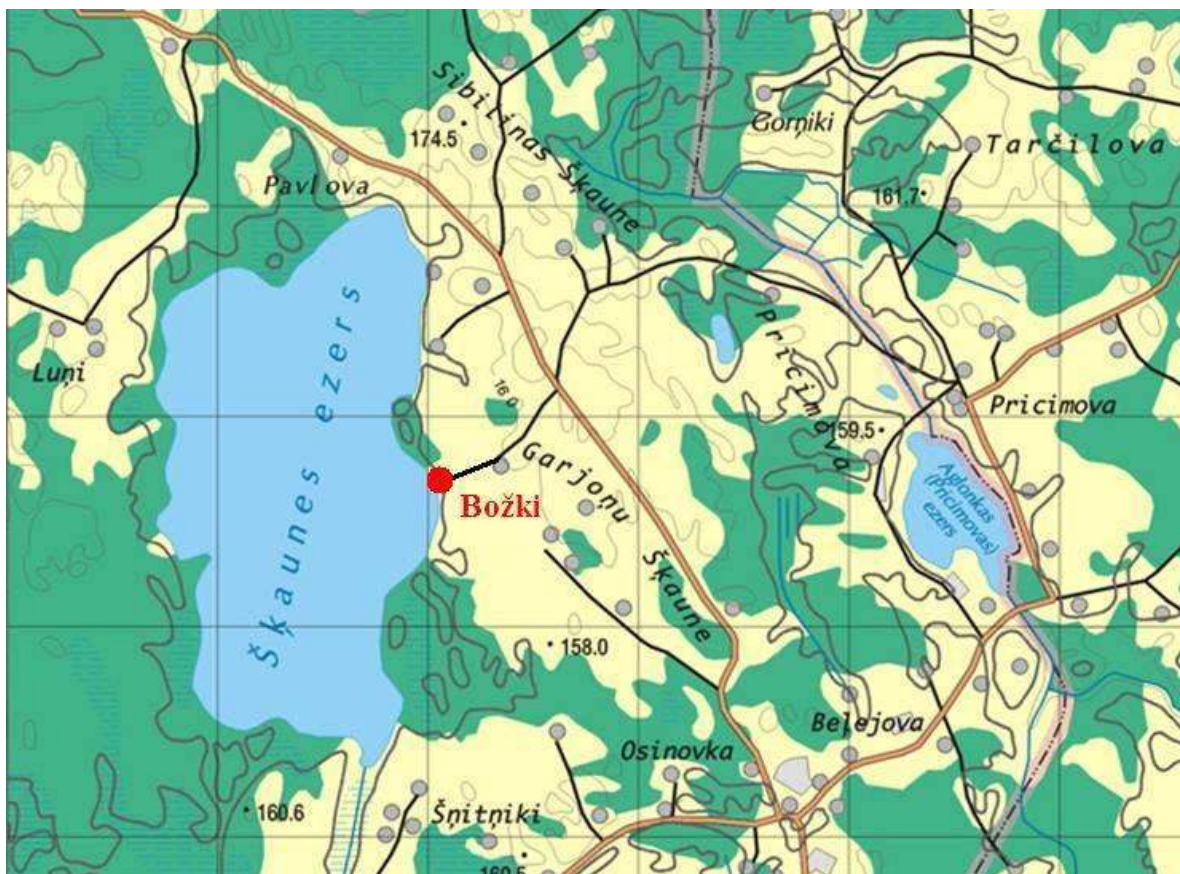 Sibilinas Šķaune
174.5
Gorņiki
Tarčilova
Pavlova
161.7
Šķaunes ezers
Luņi
160
Pricimova
Pricimova
159.5
Garjoņu Šķaune
Aglonkas
(Pricimovas)
ezers
Božki
158.0
Beļejova
Osinovka
160.6
Šņitņiki